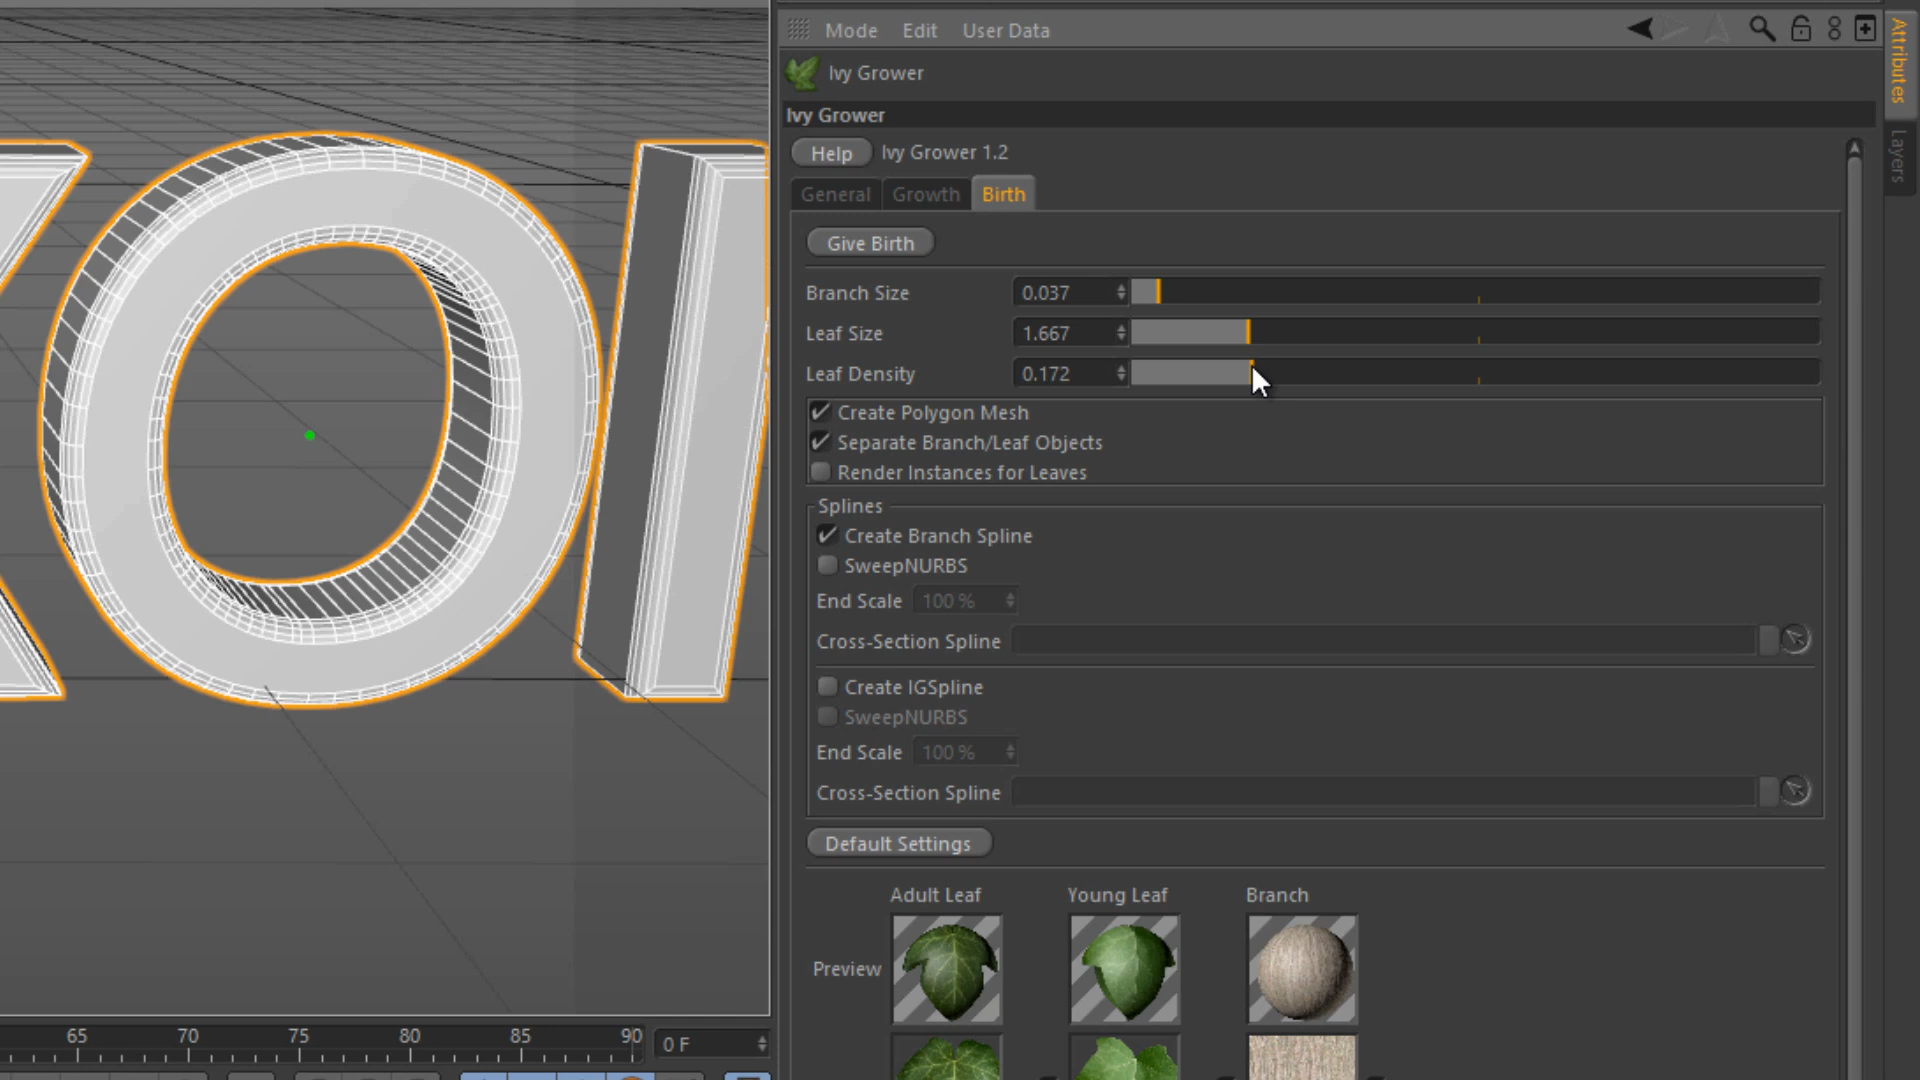 Mode Edit User Data
Attributes
Layers
Ivy Grower
Ivy Grower
Help Ivy Grower 1.2
General Growth Birth
Give Birth
Branch Size 0.037
Leaf Size 1.667
Leaf Density 0.172
Create Polygon Mesh
Separate Branch/Leaf Objects
Render Instances for Leaves
Splines
Create Branch Spline
SweepNURBS
End Scale 100 %
Cross-Section Spline
Create IGSpline
SweepNURBS
End Scale 100 %
Cross-Section Spline
Default Settings
Adult Leaf Young Leaf Branch
Preview
65 70 75 80 85 90 0 F